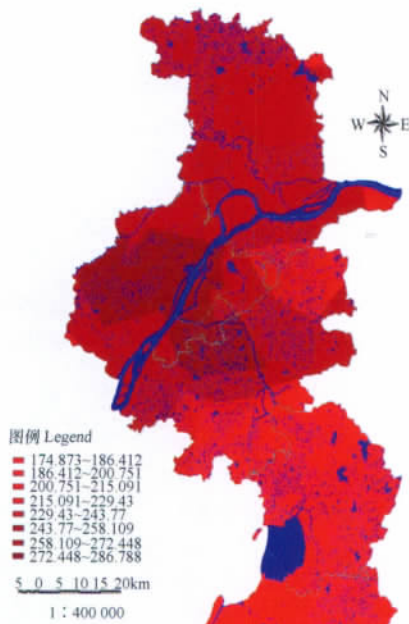 N
W E
S
图例 Legend
174.873~186.412
186.412~200.751
200.751~215.091
215.091~229.43
229.43~243.77
243.77~258.109
258.109~272.448
272.448~286.788
5 0 5 10 15 20km
1：400 000